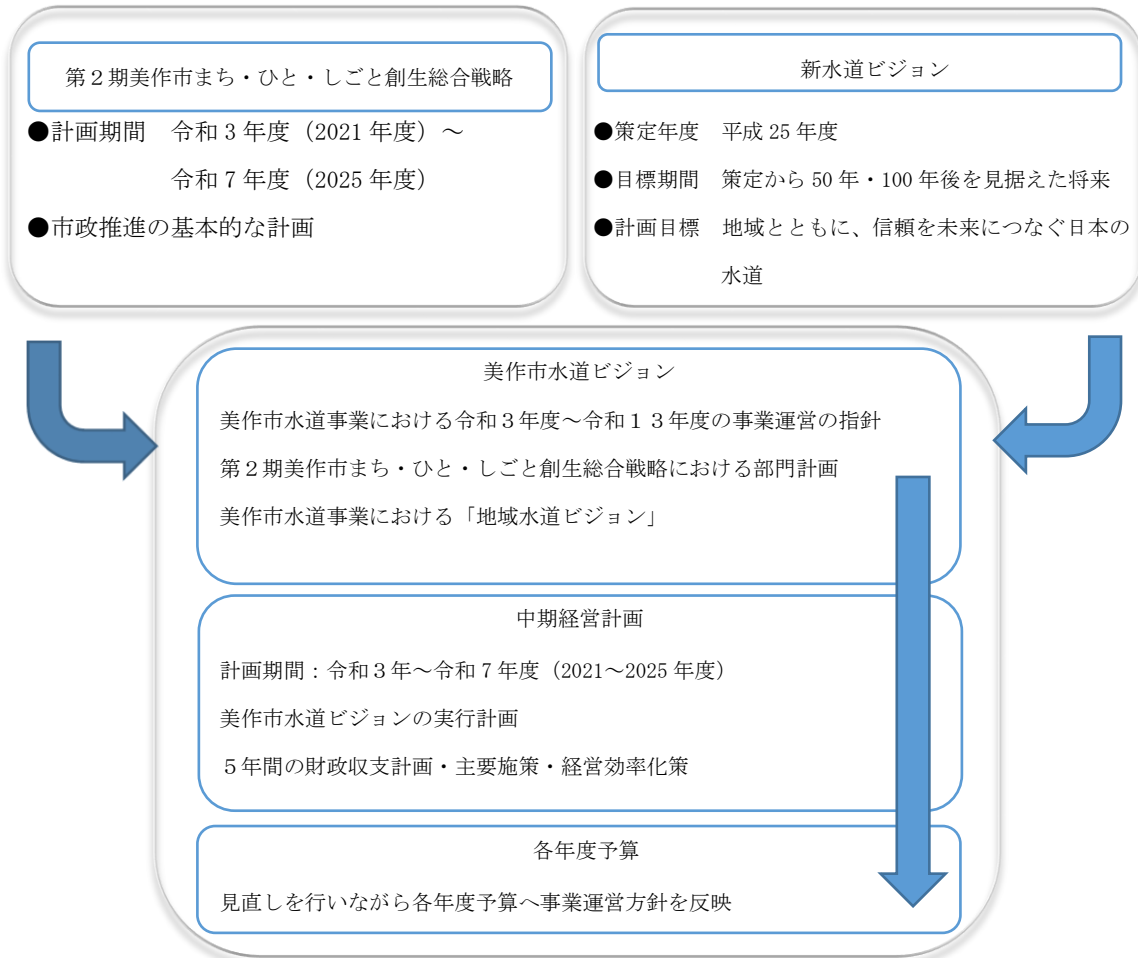 第２期美作市まち・ひと・しごと創生総合戦略
●計画期間　令和 3 年度（2021 年度）～
令和 7 年度（2025 年度）
●市政推進の基本的な計画
新水道ビジョン
●策定年度　平成 25 年度
●目標期間　策定から 50 年・100 年後を見据えた将来
●計画目標　地域とともに、信頼を未来につなぐ日本の
水道
美作市水道ビジョン
美作市水道事業における令和３年度～令和１３年度の事業運営の指針
第２期美作市まち・ひと・しごと創生総合戦略における部門計画
美作市水道事業における「地域水道ビジョン」
中期経営計画
計画期間：令和３年～令和７年度（2021～2025 年度）
美作市水道ビジョンの実行計画
５年間の財政収支計画・主要施策・経営効率化策
各年度予算
見直しを行いながら各年度予算へ事業運営方針を反映